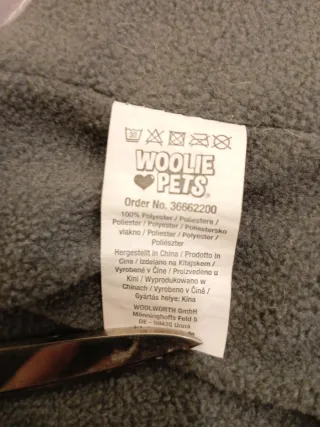 WOOLIE
PETS®
Order No. 36662200
100% Polyester / Poliestere /
Poliéster / Polyester / Poliestersko
vlakno / Poliester / Polyester /
Poliészter
Hergestellt in China / Prodotto in
Cina / Izdelano na Kitajskem /
Vyrobené v Číne / Proizvedeno u
Kini / Wyprodukowano w
Chinach / Vyrobeno v Číně /
Gyártás helye: Kína
WOOLWORTH GmbH
Formerstraße